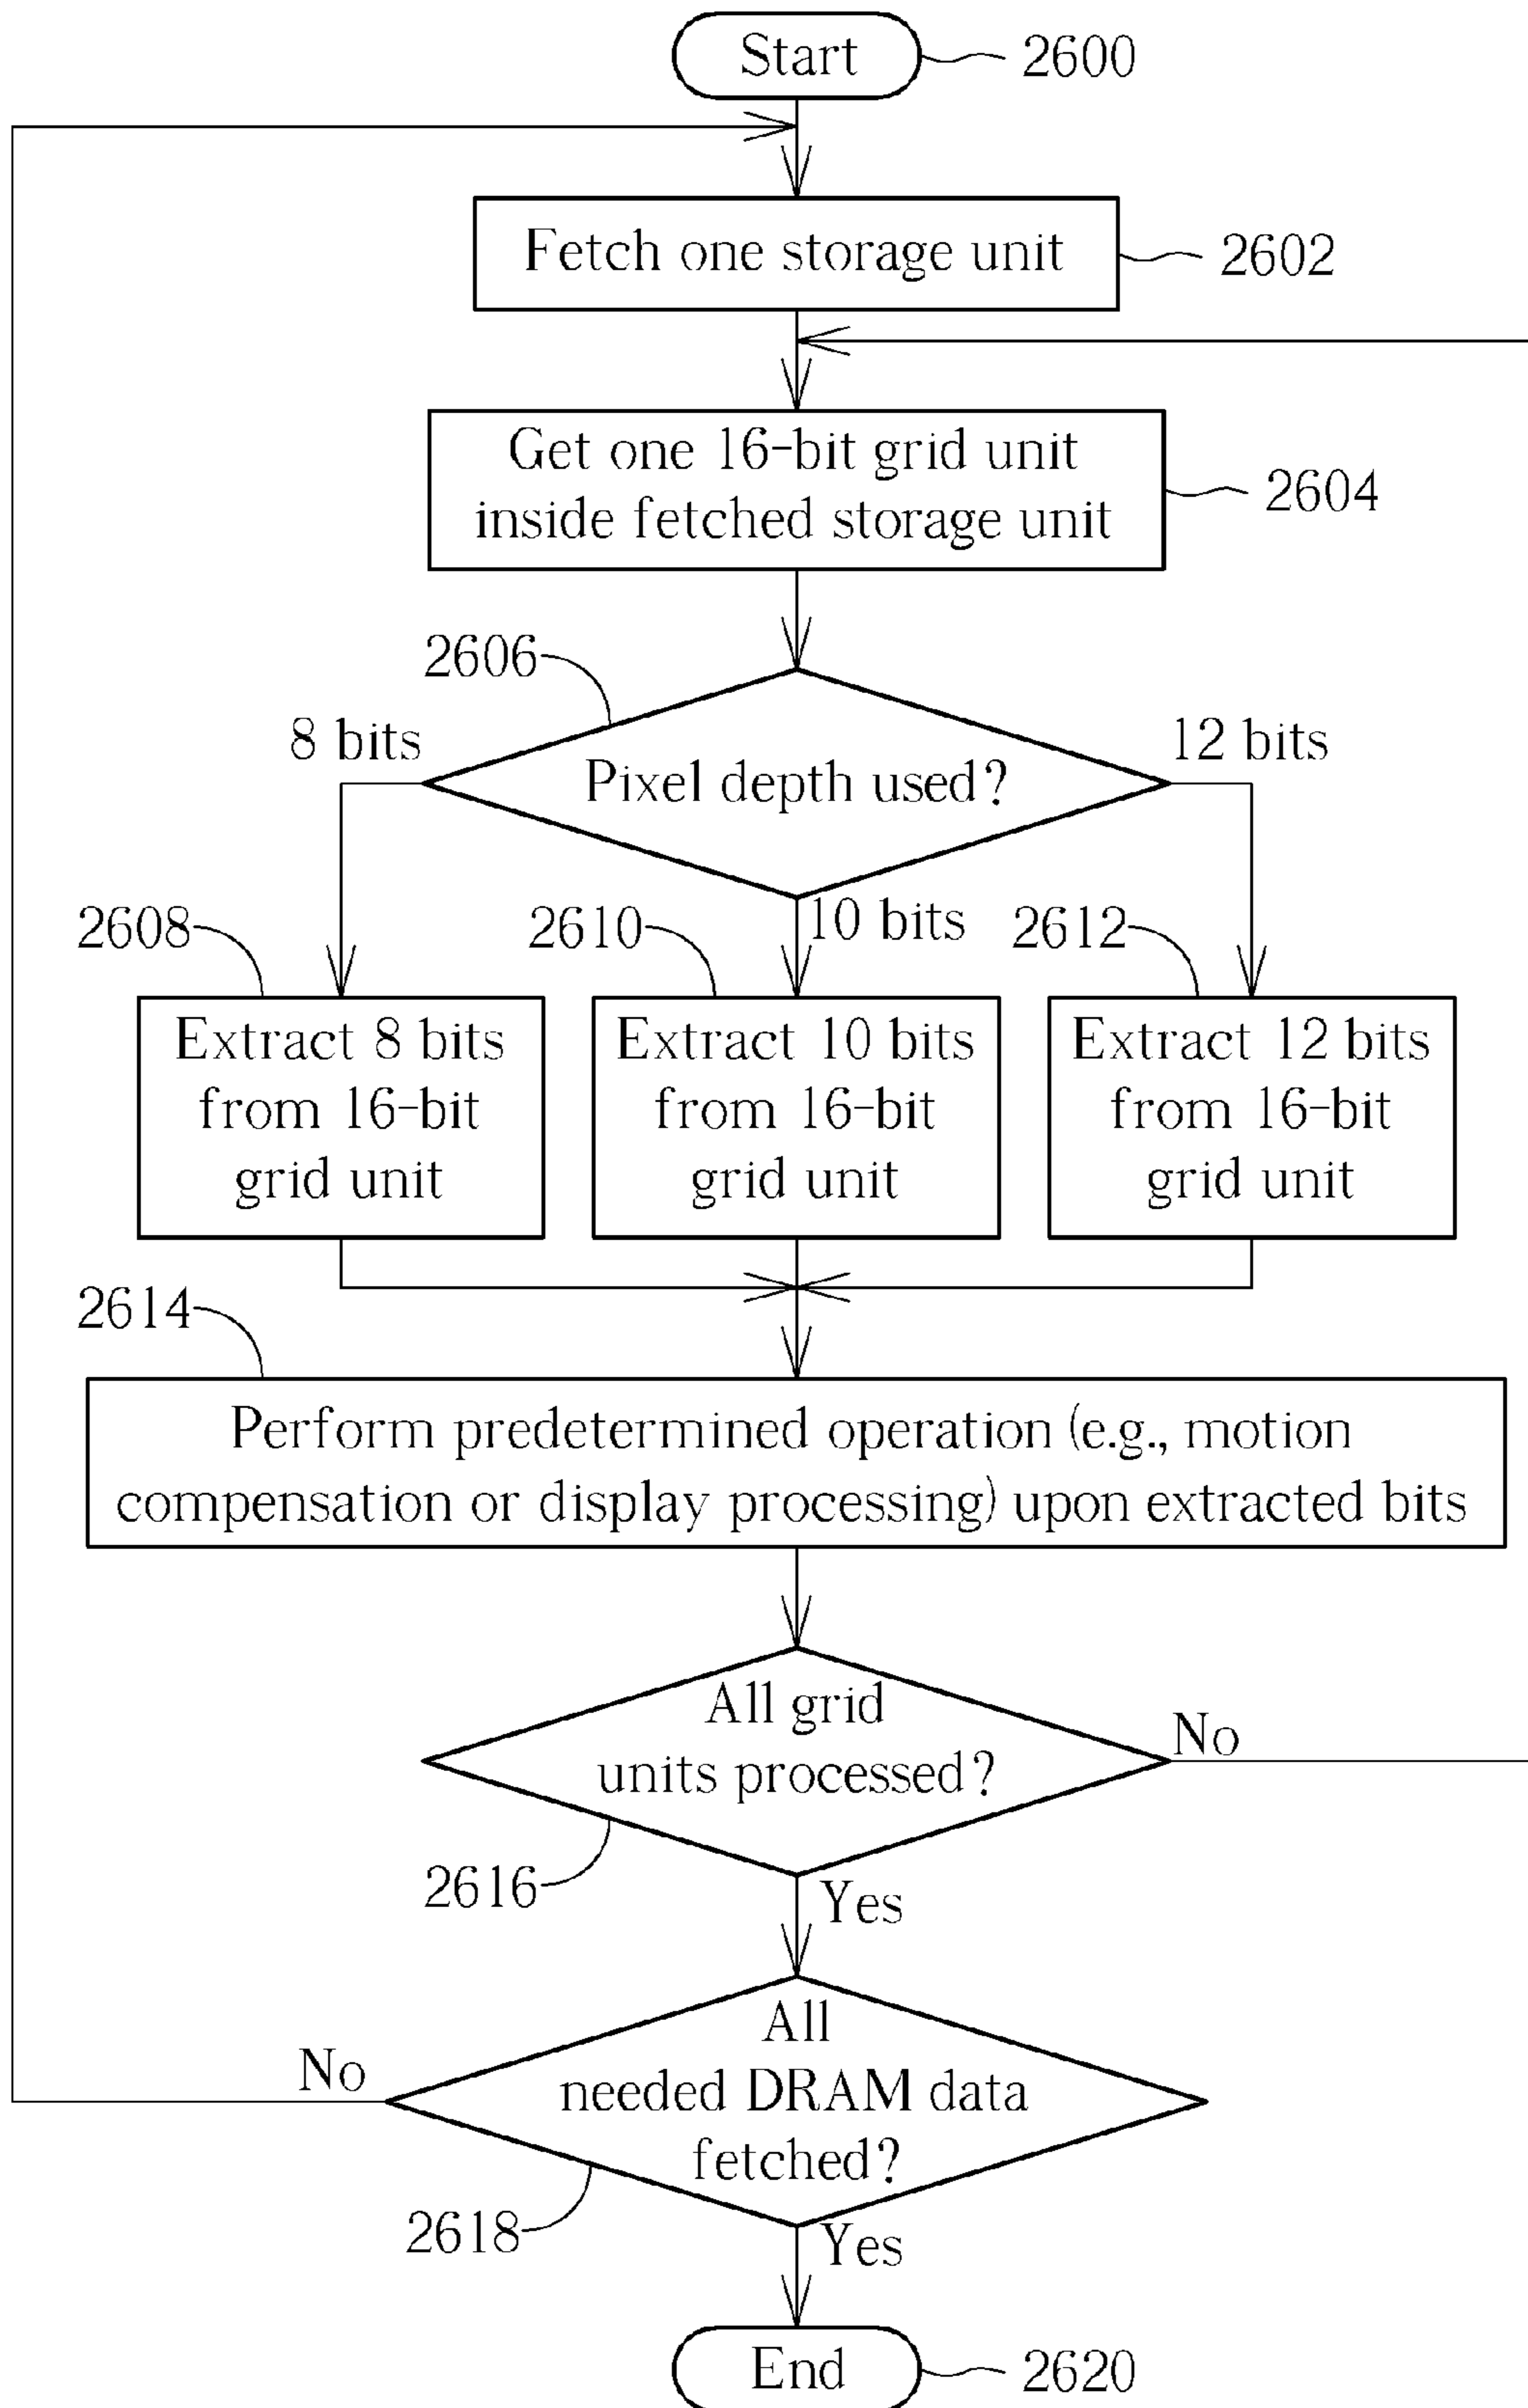 Start
2600
Fetch one storage unit
2602
Get one 16-bit grid unit
inside fetched storage unit
2604
2606
8 bits
12 bits
Pixel depth used?
10 bits
2608
2610
2612
Extract 8 bits
from 16-bit
grid unit
Extract 10 bits
from 16-bit
grid unit
Extract 12 bits
from 16-bit
grid unit
2614
Perform predetermined operation (e.g., motion
compensation or display processing) upon extracted bits
All grid
units processed?
No
2616
Yes
All
needed DRAM data
fetched?
No
2618
Yes
End
2620